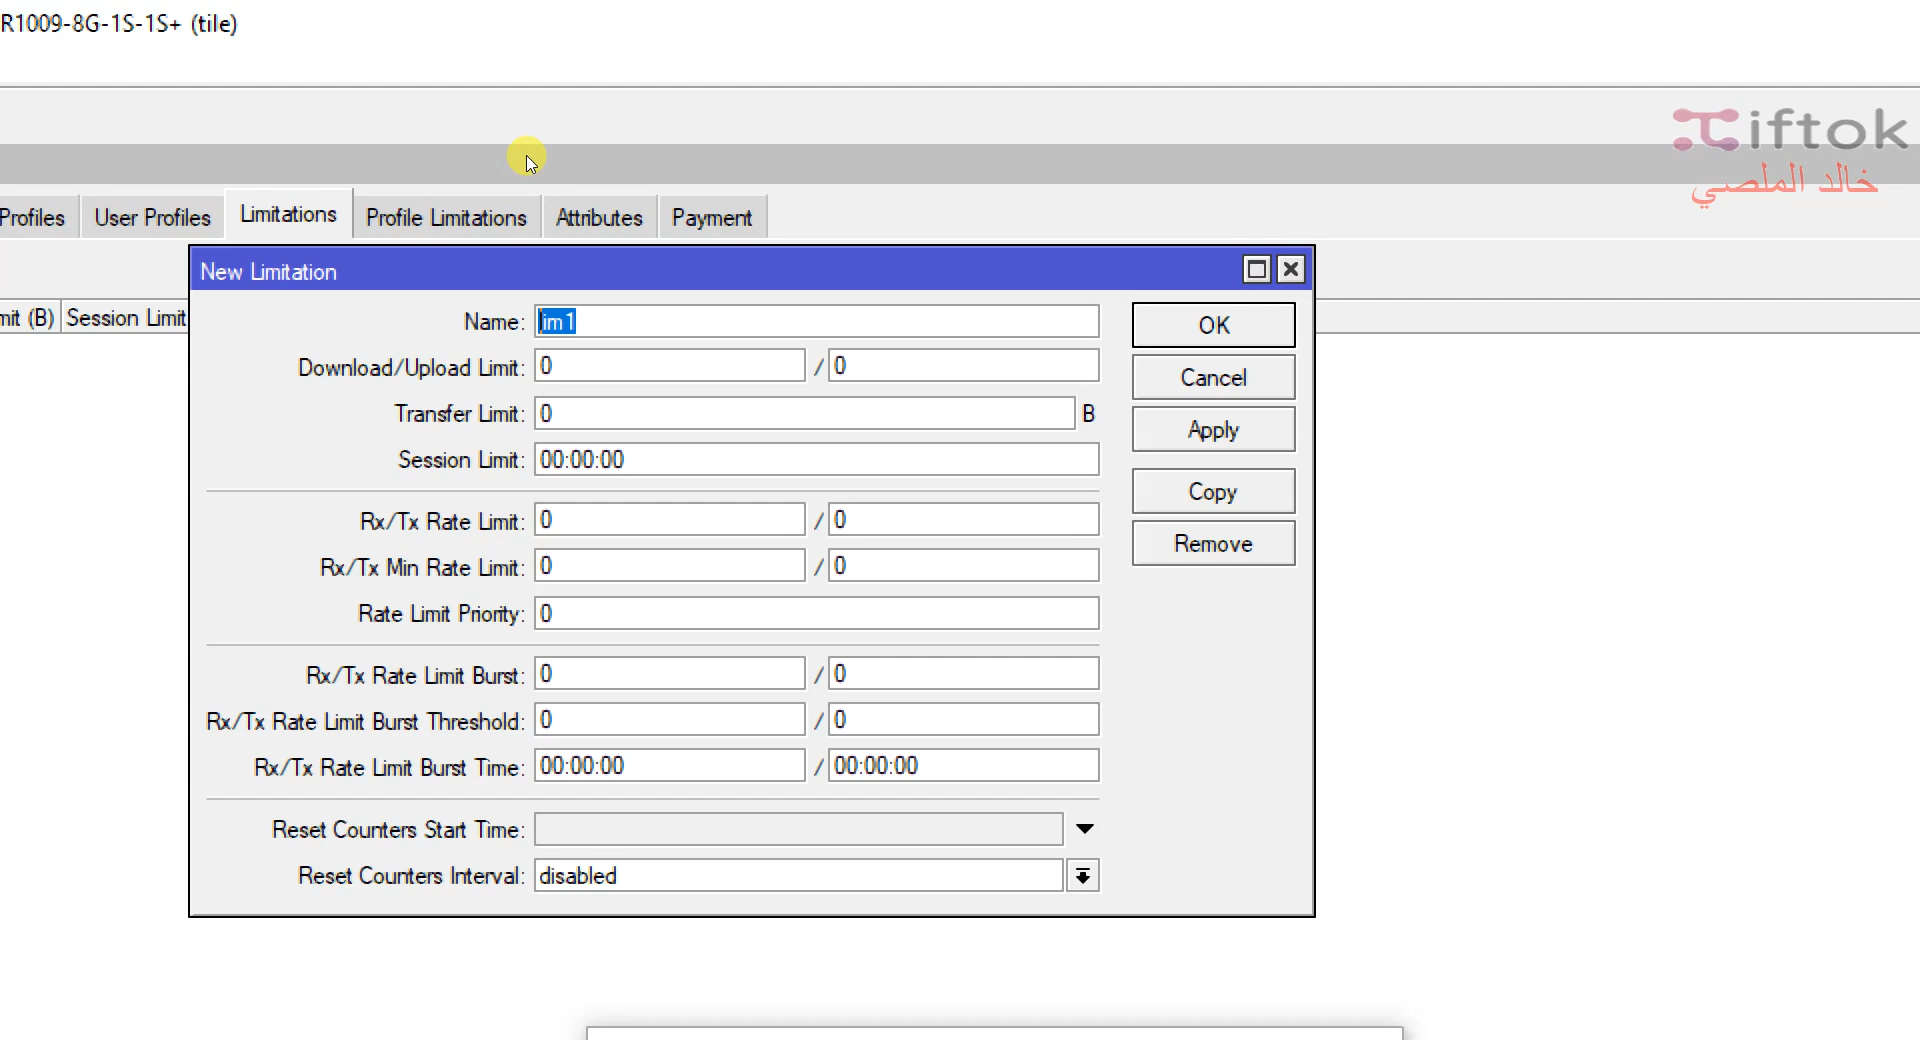 R1009-8G-1S-1S+ (tile)
iftok
خالد الملصي
Profiles User Profiles Limitations Profile Limitations Attributes Payment
New Limitation
mit (B) Session Limit
Name: lim1 OK
Download/Upload Limit: 0 / 0 Cancel
Transfer Limit: 0 B Apply
Session Limit: 00:00:00
Copy
Rx/Tx Rate Limit: 0 / 0
Remove
Rx/Tx Min Rate Limit: 0 / 0
Rate Limit Priority: 0
Rx/Tx Rate Limit Burst: 0 / 0
Rx/Tx Rate Limit Burst Threshold: 0 / 0
Rx/Tx Rate Limit Burst Time: 00:00:00 / 00:00:00
Reset Counters Start Time:
Reset Counters Interval: disabled